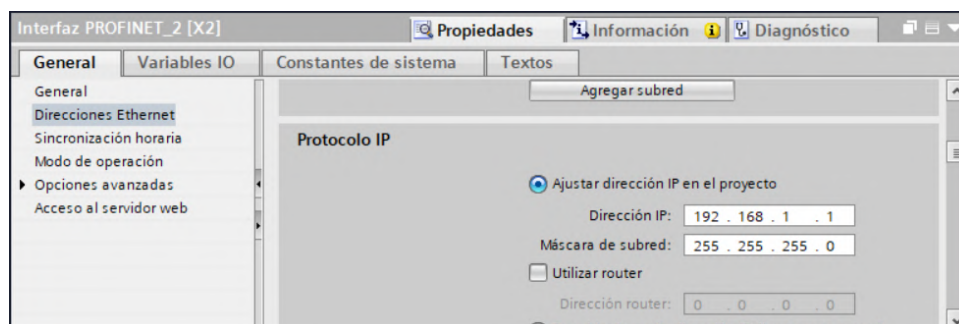 Interfaz PROFINET_2 [X2] Propiedades Información Diagnóstico
General Variables IO Constantes de sistema Textos
General
Direcciones Ethernet
Sincronización horaria
Modo de operación
Opciones avanzadas
Acceso al servidor web
Agregar subred
Protocolo IP
Ajustar dirección IP en el proyecto
Dirección IP: 192 . 168 . 1 . 1
Máscara de subred: 255 . 255 . 255 . 0
Utilizar router
Dirección router: 0 . 0 . 0 . 0